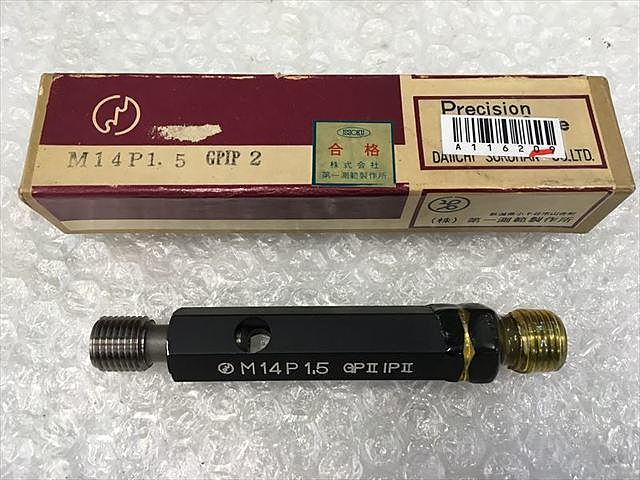 M14P1.5 GPIP 2
ISSOKU
合格
株式会社
第一測範製作所
Precision
A116209
DAIICHI SOKUHAN CO.LTD.
(株) 第一測範製作所
M14P1.5 GPII IPII